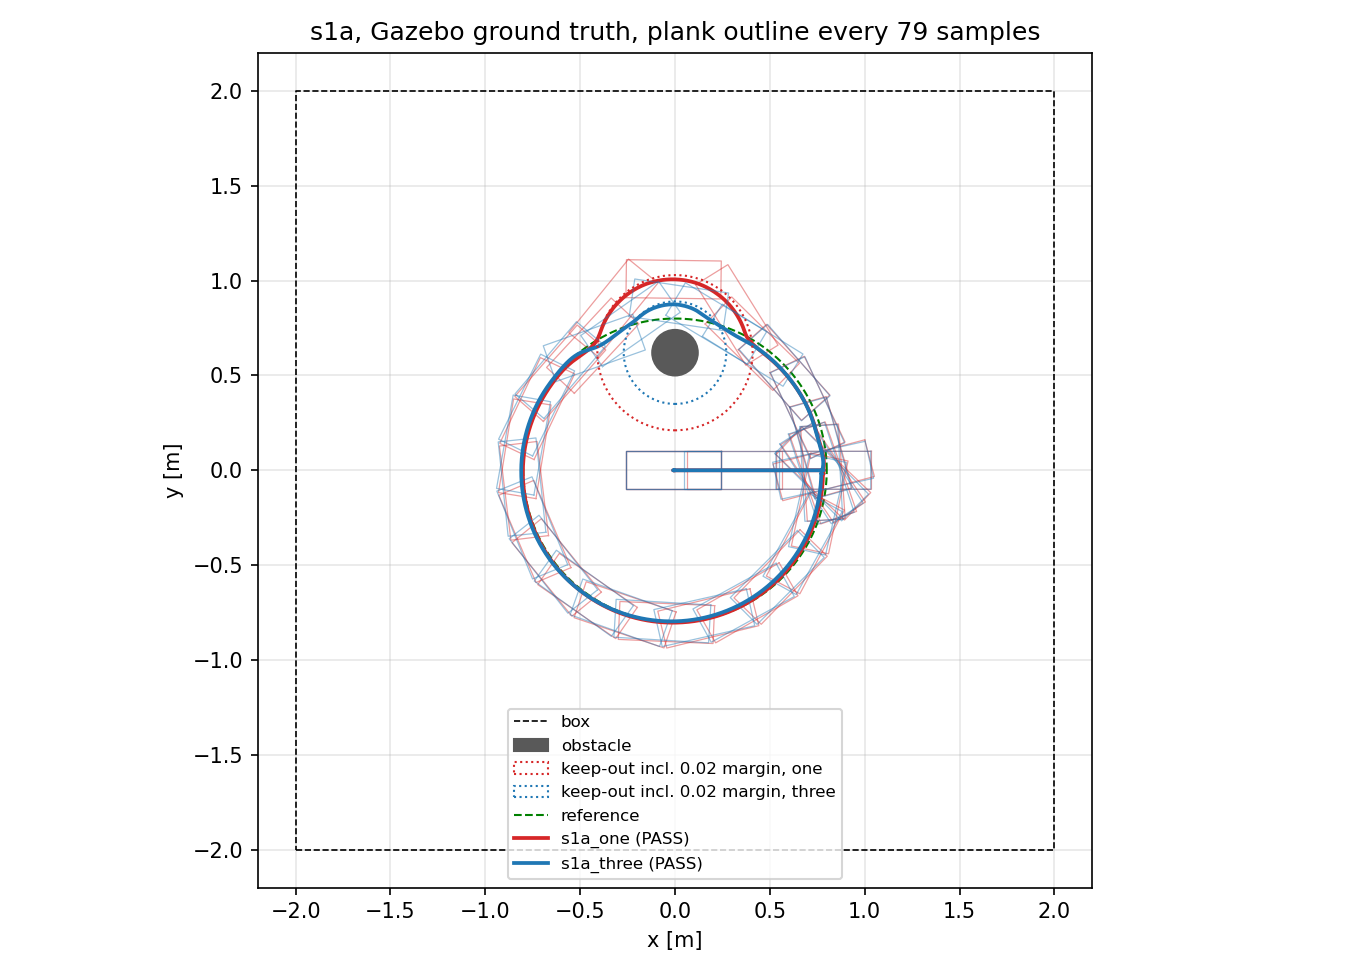 s1a, Gazebo ground truth, plank outline every 79 samples
2.0
1.5
1.0
0.5
0.0
−0.5
−1.0
−1.5
−2.0
y [m]
box
obstacle
keep-out incl. 0.02 margin, one
keep-out incl. 0.02 margin, three
reference
s1a_one (PASS)
s1a_three (PASS)
−2.0 −1.5 −1.0 −0.5 0.0 0.5 1.0 1.5 2.0
x [m]